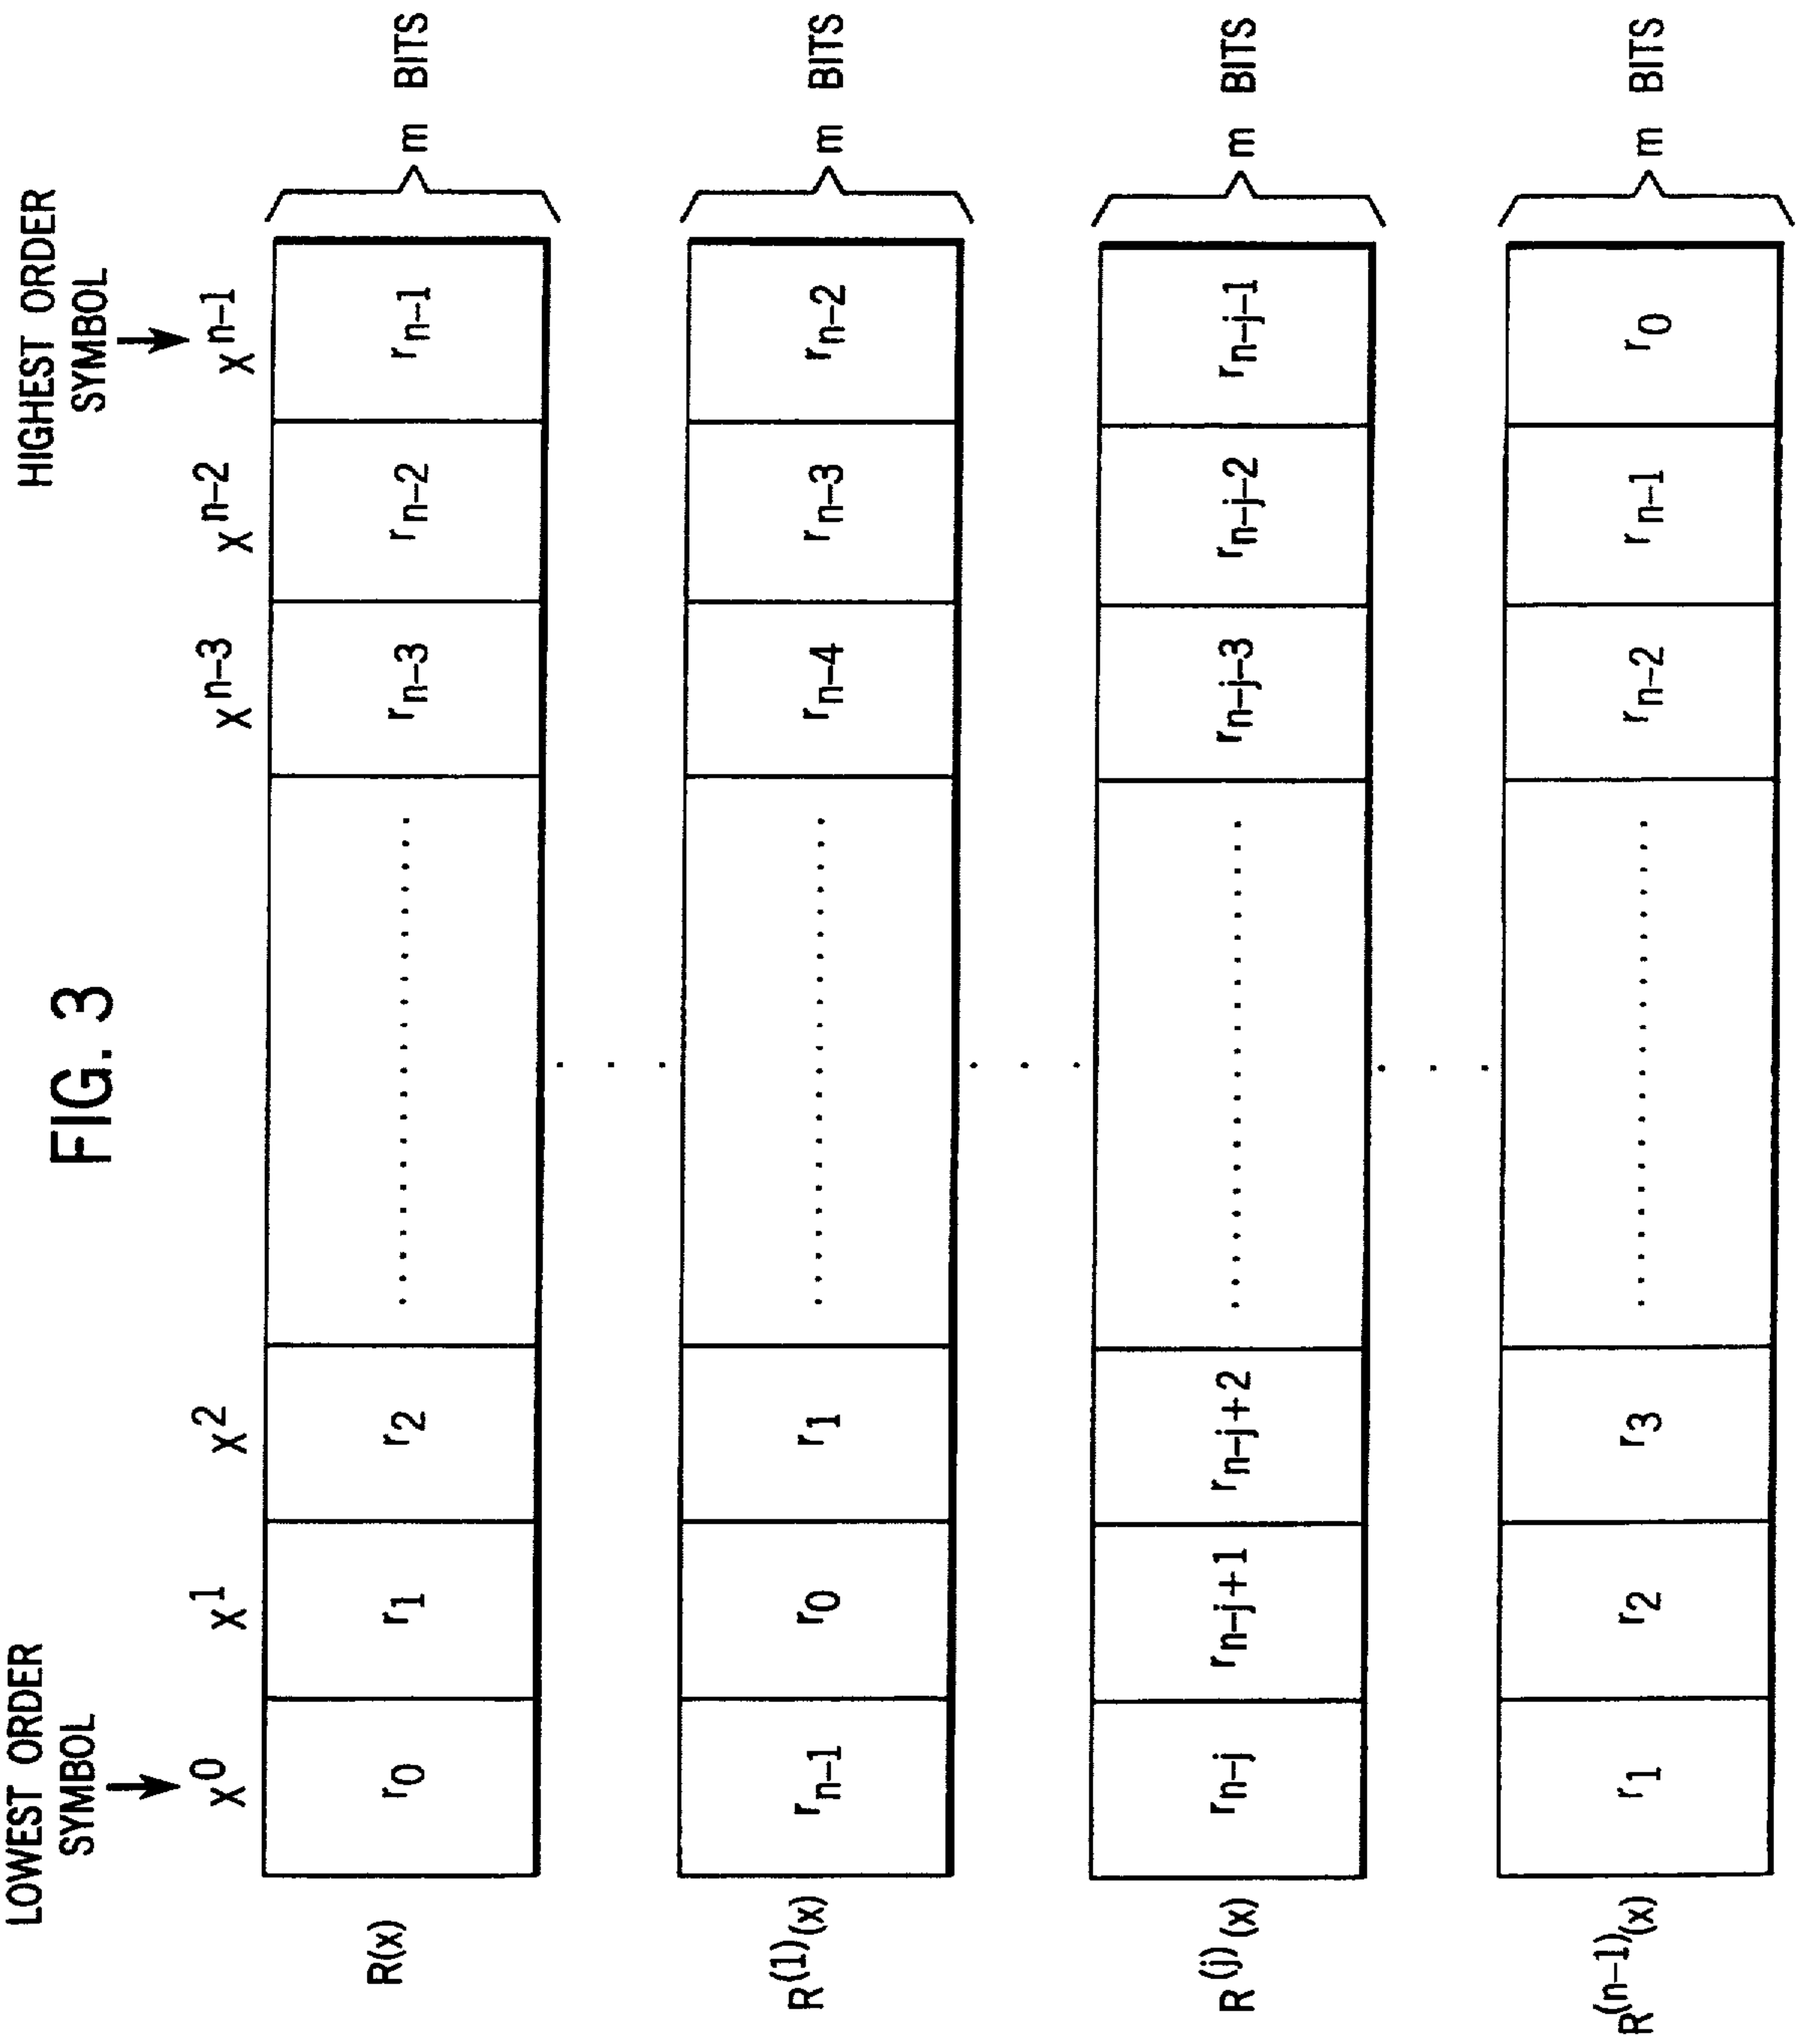 FIG. 3
LOWEST ORDER SYMBOL
HIGHEST ORDER SYMBOL
x^0 x^1 x^2 x^n-3 x^n-2 x^n-1
R(x) r_0 r_1 r_2 .......... r_n-3 r_n-2 r_n-1 m BITS
R^(1)(x) r_n-1 r_0 r_1 .......... r_n-4 r_n-3 r_n-2 m BITS
R^(j)(x) r_n-j r_n-j+1 r_n-j+2 .......... r_n-j-3 r_n-j-2 r_n-j-1 m BITS
R^(n-1)(x) r_1 r_2 r_3 .......... r_n-2 r_n-1 r_0 m BITS